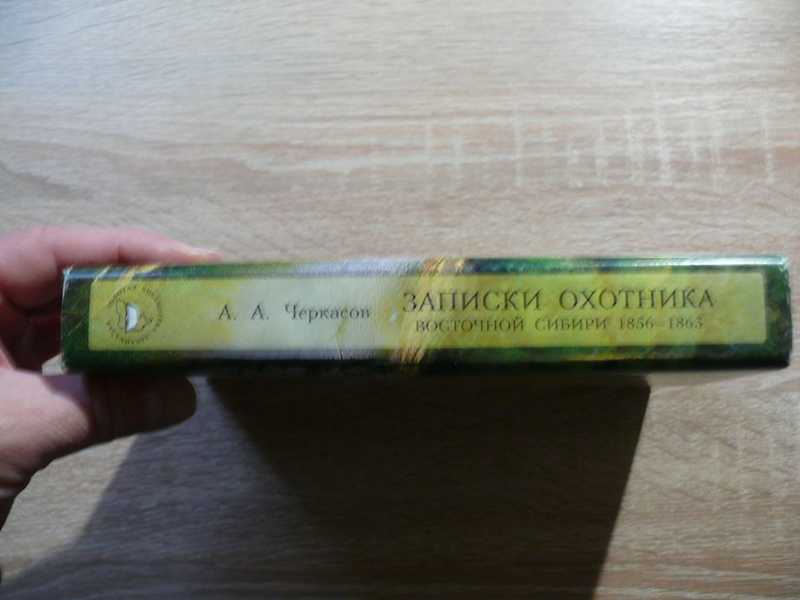 А. А. Черкасов
ЗАПИСКИ ОХОТНИКА
ВОСТОЧНОЙ СИБИРИ 1856–1863